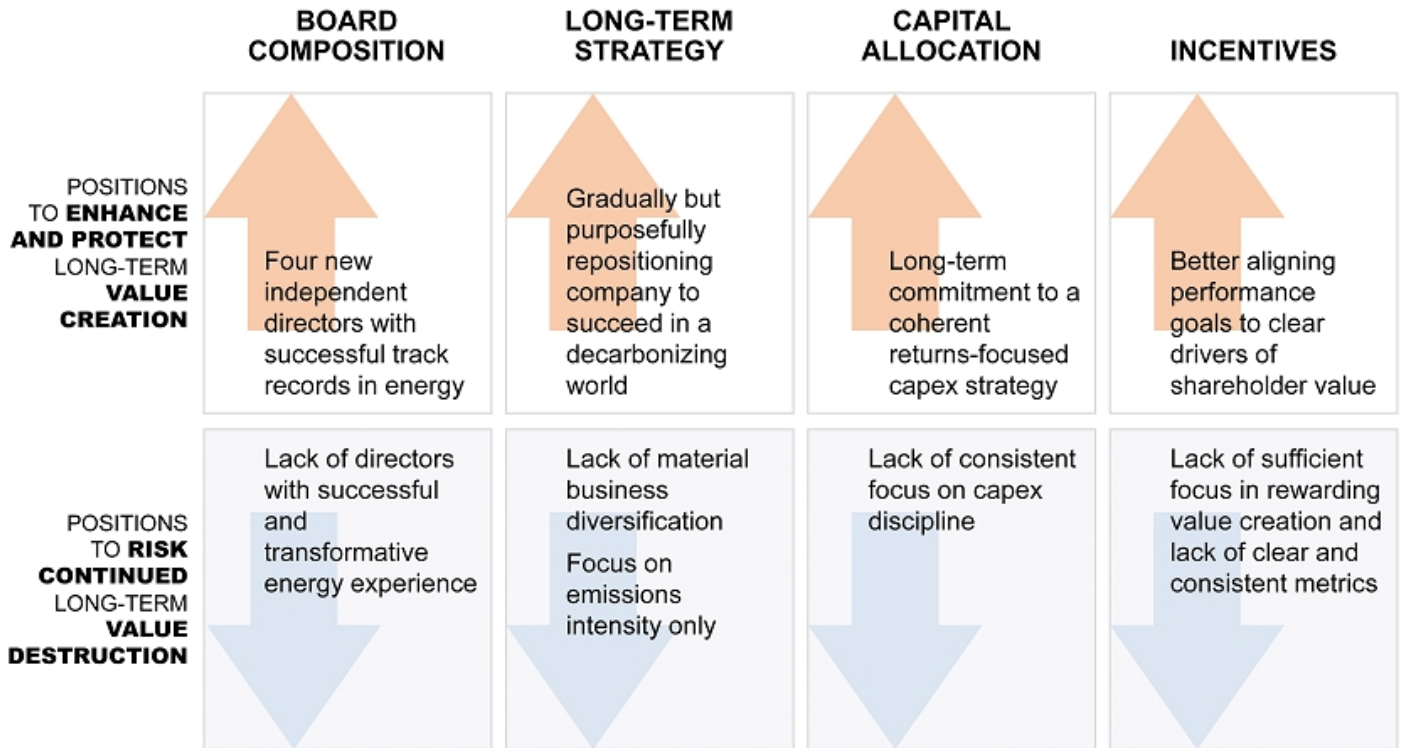 BOARD
COMPOSITION
LONG-TERM
STRATEGY
CAPITAL
ALLOCATION
INCENTIVES
POSITIONS
TO ENHANCE
AND PROTECT
LONG-TERM
VALUE
CREATION
Four new
independent
directors with
successful track
records in energy
Gradually but
purposefully
repositioning
company to
succeed in a
decarbonizing
world
Long-term
commitment to a
coherent
returns-focused
capex strategy
Better aligning
performance
goals to clear
drivers of
shareholder value
POSITIONS
TO RISK
CONTINUED
LONG-TERM
VALUE
DESTRUCTION
Lack of directors
with successful
and
transformative
energy experience
Lack of material
business
diversification
Focus on
emissions
intensity only
Lack of consistent
focus on capex
discipline
Lack of sufficient
focus in rewarding
value creation and
lack of clear and
consistent metrics